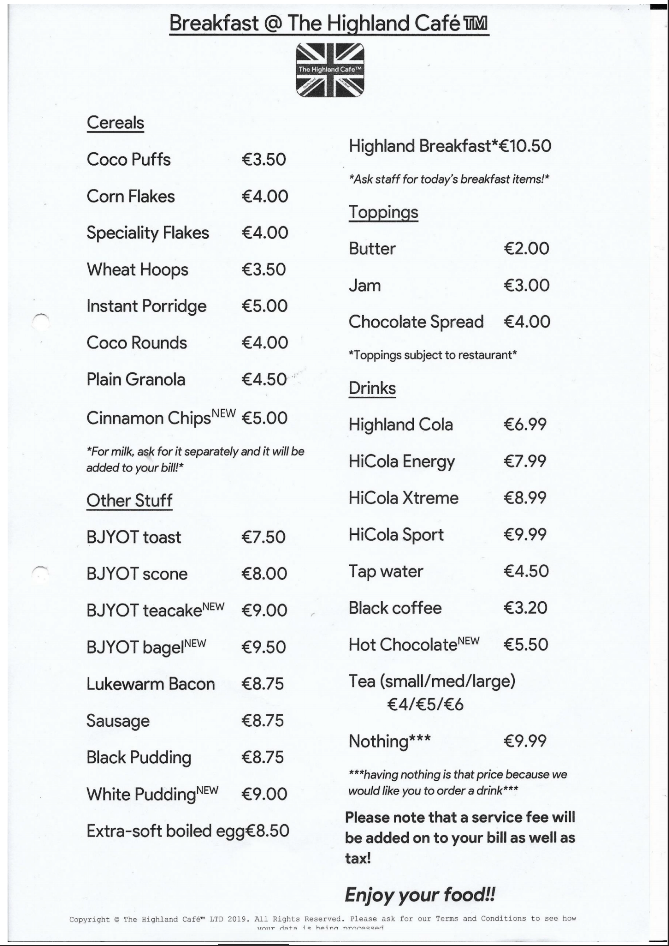 Breakfast @ The Highland Café™
The Highland Cafe™
Cereals
Coco Puffs €3.50
Corn Flakes €4.00
Speciality Flakes €4.00
Wheat Hoops €3.50
Instant Porridge €5.00
Coco Rounds €4.00
Plain Granola €4.50
Cinnamon Chips NEW €5.00
*For milk, ask for it separately and it will be
added to your bill!*
Other Stuff
BJYOT toast €7.50
BJYOT scone €8.00
BJYOT teacake NEW €9.00
BJYOT bagel NEW €9.50
Lukewarm Bacon €8.75
Sausage €8.75
Black Pudding €8.75
White Pudding NEW €9.00
Extra-soft boiled egg€8.50
Highland Breakfast*€10.50
*Ask staff for today's breakfast items!*
Toppings
Butter €2.00
Jam €3.00
Chocolate Spread €4.00
*Toppings subject to restaurant*
Drinks
Highland Cola €6.99
HiCola Energy €7.99
HiCola Xtreme €8.99
HiCola Sport €9.99
Tap water €4.50
Black coffee €3.20
Hot Chocolate NEW €5.50
Tea (small/med/large)
€4/€5/€6
Nothing*** €9.99
***having nothing is that price because we
would like you to order a drink***
Please note that a service fee will
be added on to your bill as well as
tax!
Enjoy your food!!
Copyright © The Highland Café™ LTD 2019. All Rights Reserved. Please ask for our Terms and Conditions to see how
your data is being processed